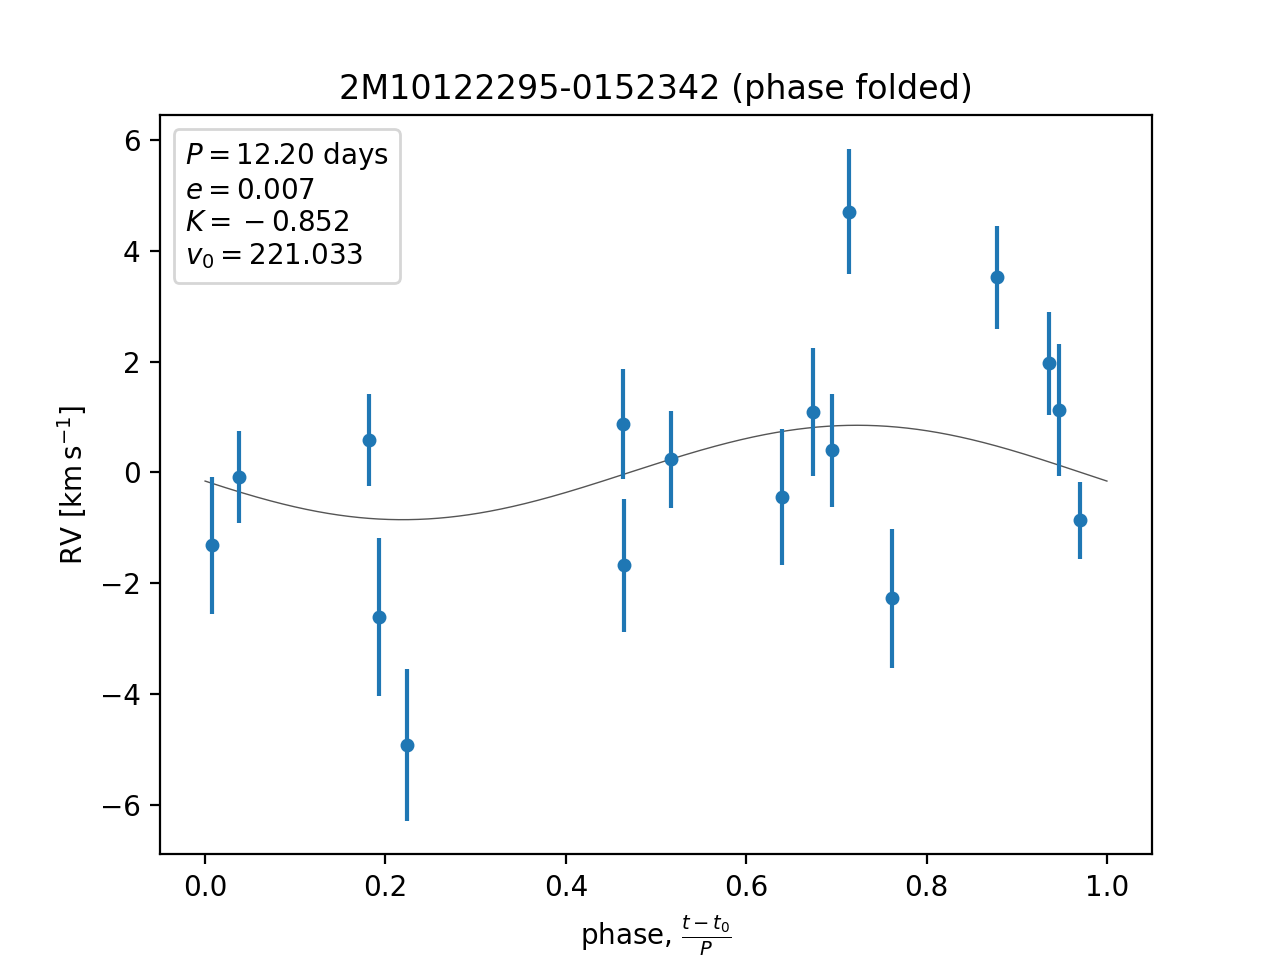 2M10122295-0152342 (phase folded)
P = 12.20 days
e = 0.007
K = −0.852
v₀ = 221.033
RV [km s⁻¹]
6
4
2
0
−2
−4
−6
0.0 0.2 0.4 0.6 0.8 1.0
phase, (t − t₀)/P